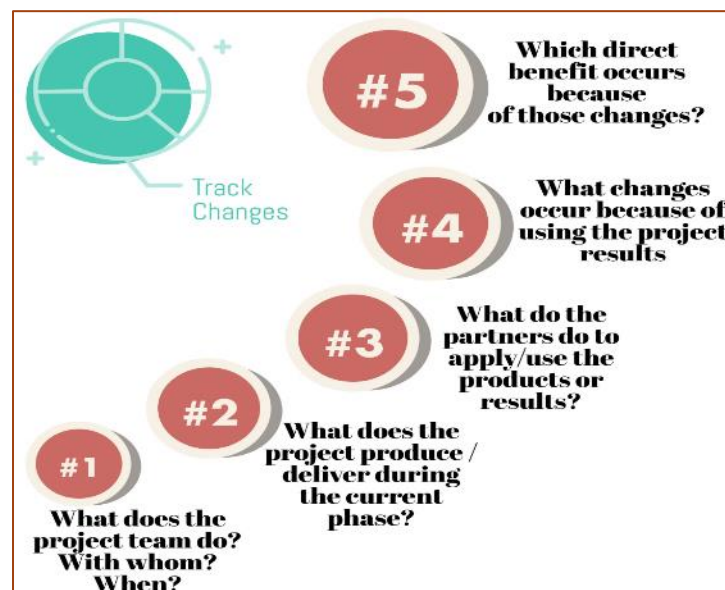 #5
Which direct
benefit occurs
because
of those changes?
Track
Changes
#4
What changes
occur because of
using the project
results
#3
What do the
partners do to
apply/use the
products or
results?
#2
What does the
project produce /
deliver during
the current
phase?
#1
What does the
project team do?
With whom?
When?